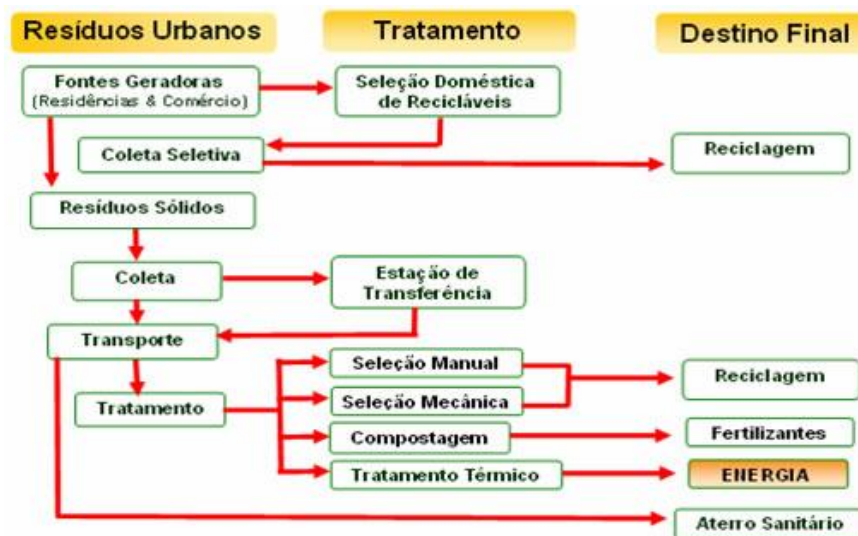 Resíduos Urbanos
Tratamento
Destino Final
Fontes Geradoras
(Residências & Comércio)
Seleção Doméstica
de Recicláveis
Coleta Seletiva
Reciclagem
Resíduos Sólidos
Coleta
Estação de
Transferência
Transporte
Tratamento
Seleção Manual
Seleção Mecânica
Compostagem
Tratamento Térmico
Reciclagem
Fertilizantes
ENERGIA
Aterro Sanitário